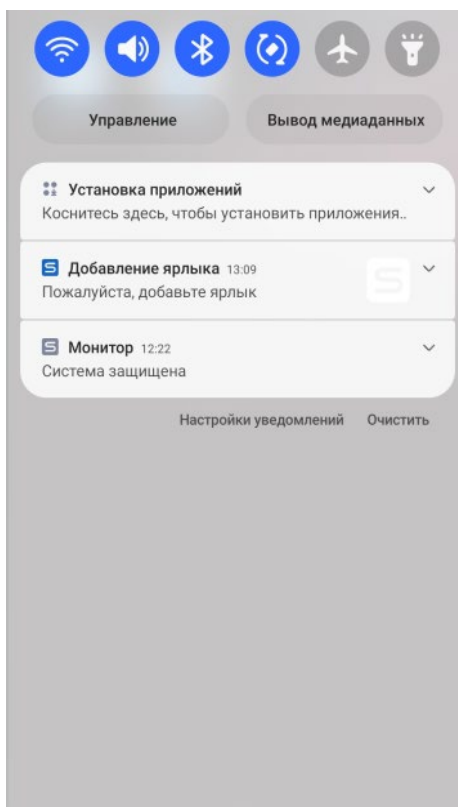 Управление
Вывод медиаданных
Установка приложений
Коснитесь здесь, чтобы установить приложения..
Добавление ярлыка 13:09
Пожалуйста, добавьте ярлык
Монитор 12:22
Система защищена
Настройки уведомлений Очистить